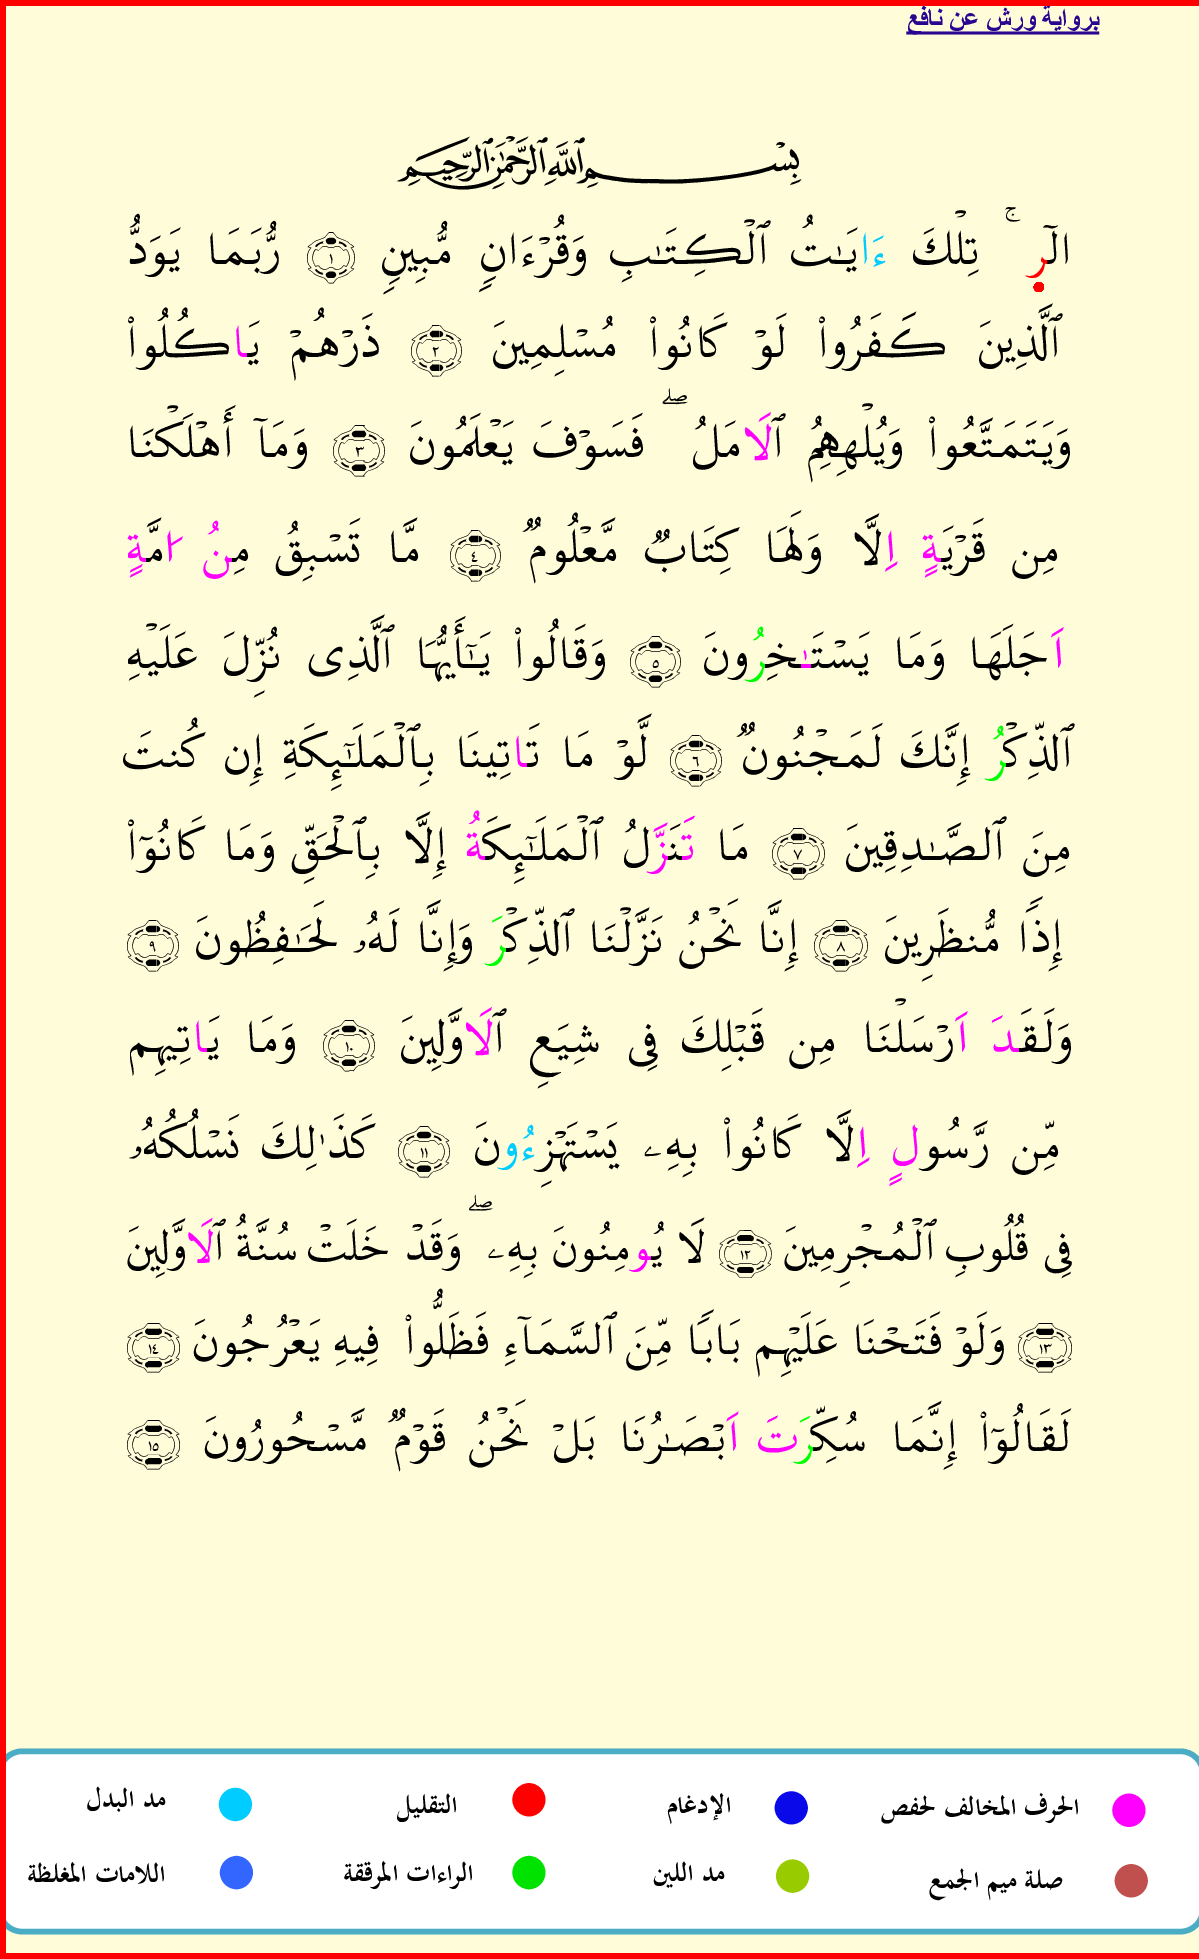 برواية ورش عن نافع
بِسْمِ اللَّهِ الرَّحْمَٰنِ الرَّحِيمِ
الٓرۚ تِلْكَ ءَايَٰتُ ٱلْكِتَٰبِ وَقُرْءَانٍ مُّبِينٍ ١ رُّبَمَا يَوَدُّ
ٱلَّذِينَ كَفَرُوا۟ لَوْ كَانُوا۟ مُسْلِمِينَ ٢ ذَرْهُمْ يَاكُلُوا۟
وَيَتَمَتَّعُوا۟ وَيُلْهِهِمُ ٱلَامَلُۖ فَسَوْفَ يَعْلَمُونَ ٣ وَمَآ أَهْلَكْنَا
مِن قَرْيَةٍ اِلَّا وَلَهَا كِتَابٌ مَّعْلُومٌ ٤ مَّا تَسْبِقُ مِنُ امَّةٍ
اَجَلَهَا وَمَا يَسْتَٰخِرُونَ ٥ وَقَالُوا۟ يَٰٓأَيُّهَا ٱلَّذِى نُزِّلَ عَلَيْهِ
ٱلذِّكْرُ إِنَّكَ لَمَجْنُونٌ ٦ لَّوْ مَا تَاتِينَا بِٱلْمَلَٰٓئِكَةِ إِن كُنتَ
مِنَ ٱلصَّٰدِقِينَ ٧ مَا تَنَزَّلُ ٱلْمَلَٰٓئِكَةُ إِلَّا بِٱلْحَقِّ وَمَا كَانُوٓا۟
إِذًا مُّنظَرِينَ ٨ إِنَّا نَحْنُ نَزَّلْنَا ٱلذِّكْرَ وَإِنَّا لَهُۥ لَحَٰفِظُونَ ٩
وَلَقَدَ اَرْسَلْنَا مِن قَبْلِكَ فِى شِيَعِ ٱلَاوَّلِينَ ١٠ وَمَا يَاتِيهِم
مِّن رَّسُولٍ اِلَّا كَانُوا۟ بِهِۦ يَسْتَهْزِءُونَ ١١ كَذَٰلِكَ نَسْلُكُهُۥ
فِى قُلُوبِ ٱلْمُجْرِمِينَ ١٢ لَا يُومِنُونَ بِهِۦۖ وَقَدْ خَلَتْ سُنَّةُ ٱلَاوَّلِينَ
١٣ وَلَوْ فَتَحْنَا عَلَيْهِم بَابًا مِّنَ ٱلسَّمَآءِ فَظَلُّوا۟ فِيهِ يَعْرُجُونَ ١٤
لَقَالُوٓا۟ إِنَّمَا سُكِّرَتَ اَبْصَٰرُنَا بَلْ نَحْنُ قَوْمٌ مَّسْحُورُونَ ١٥
الحرف المخالف لحفص الإدغام التقليل مد البدل
صلة ميم الجمع مد اللين الراءات المرققة اللامات المغلظة